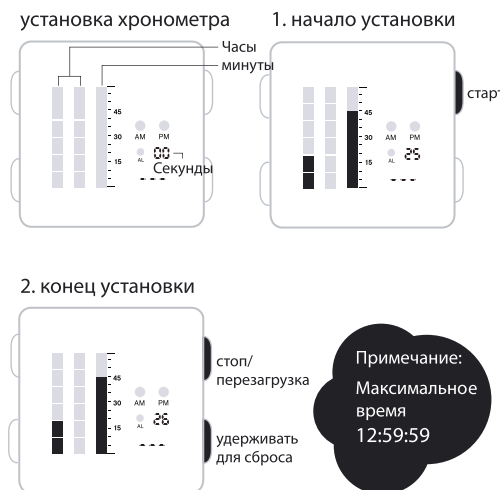 установка хронометра
Часы
минуты
45
30
15
AM PM
AL 00
Секунды
1. начало установки
старт
45
30
15
AM PM
AL 25
2. конец установки
45
30
15
AM PM
AL 26
стоп/
перезагрузка
удерживать
для сброса
Примечание:
Максимальное
время
12:59:59